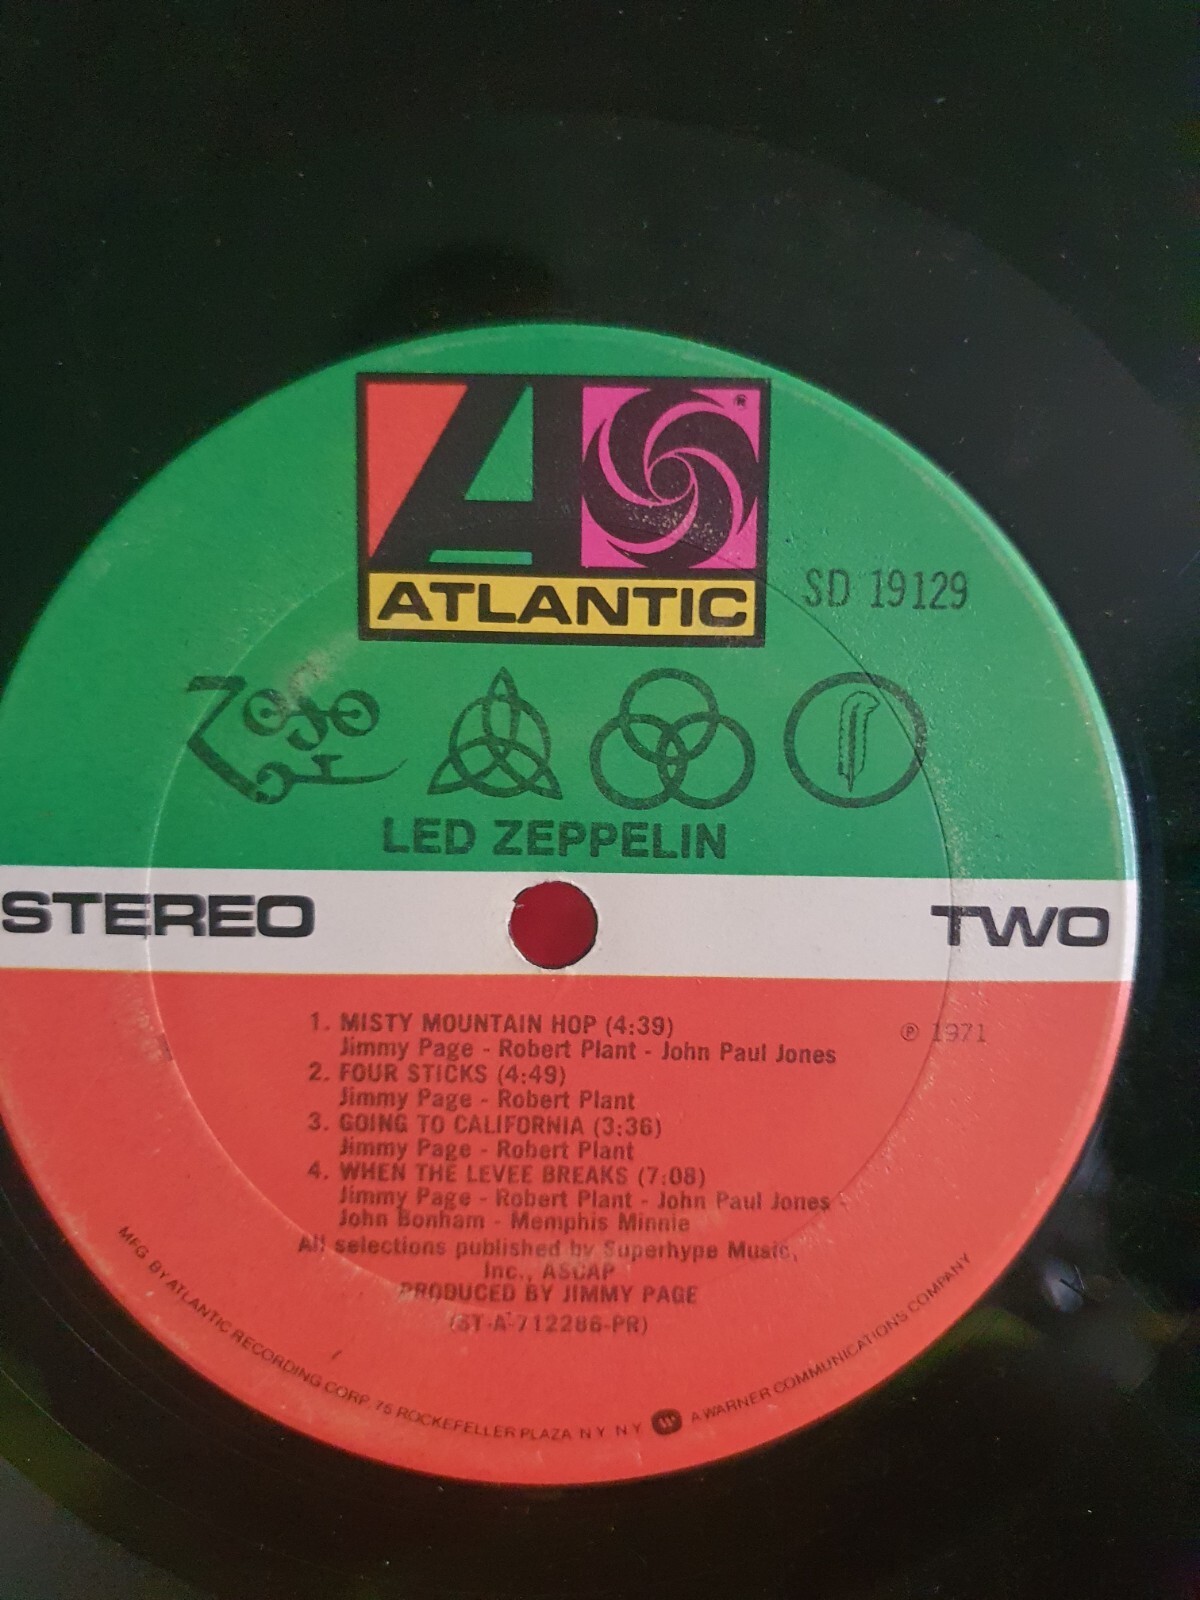 ®
ATLANTIC
SD 19129
LED ZEPPELIN
STEREO
TWO
1. MISTY MOUNTAIN HOP (4:39)
Jimmy Page - Robert Plant - John Paul Jones
℗ 1971
2. FOUR STICKS (4:49)
Jimmy Page - Robert Plant
3. GOING TO CALIFORNIA (3:36)
Jimmy Page - Robert Plant
4. WHEN THE LEVEE BREAKS (7:08)
Jimmy Page - Robert Plant - John Paul Jones -
John Bonham - Memphis Minnie
All selections published by Superhype Music,
Inc., ASCAP
PRODUCED BY JIMMY PAGE
(ST-A-712286-PR)
MFG BY ATLANTIC RECORDING CORP. 75 ROCKEFELLER PLAZA N Y N Y A WARNER COMMUNICATIONS COMPANY